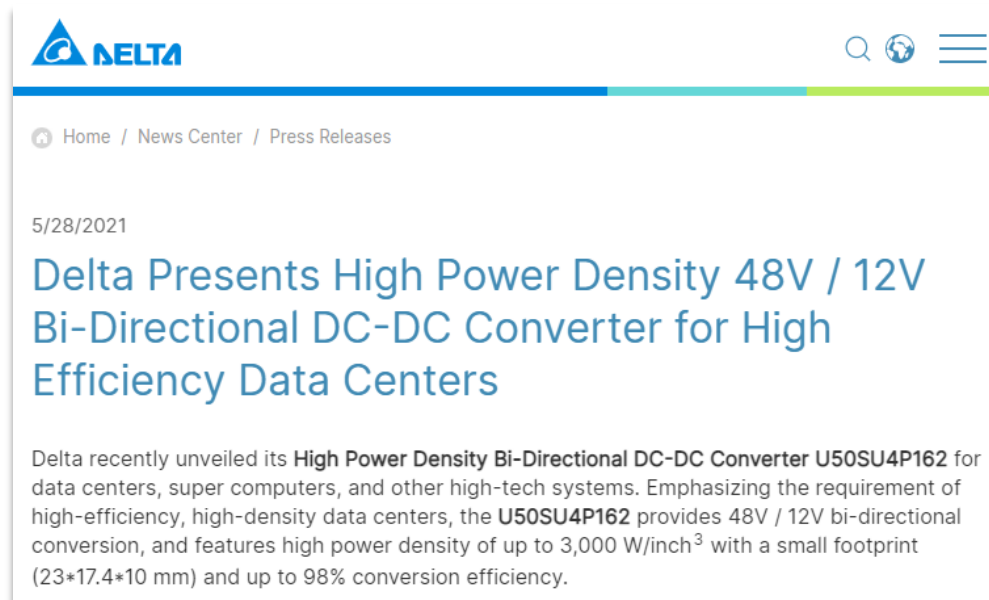 DELTA
Home / News Center / Press Releases
5/28/2021
Delta Presents High Power Density 48V / 12V
Bi-Directional DC-DC Converter for High
Efficiency Data Centers
Delta recently unveiled its High Power Density Bi-Directional DC-DC Converter U50SU4P162 for
data centers, super computers, and other high-tech systems. Emphasizing the requirement of
high-efficiency, high-density data centers, the U50SU4P162 provides 48V / 12V bi-directional
conversion, and features high power density of up to 3,000 W/inch³ with a small footprint
(23*17.4*10 mm) and up to 98% conversion efficiency.